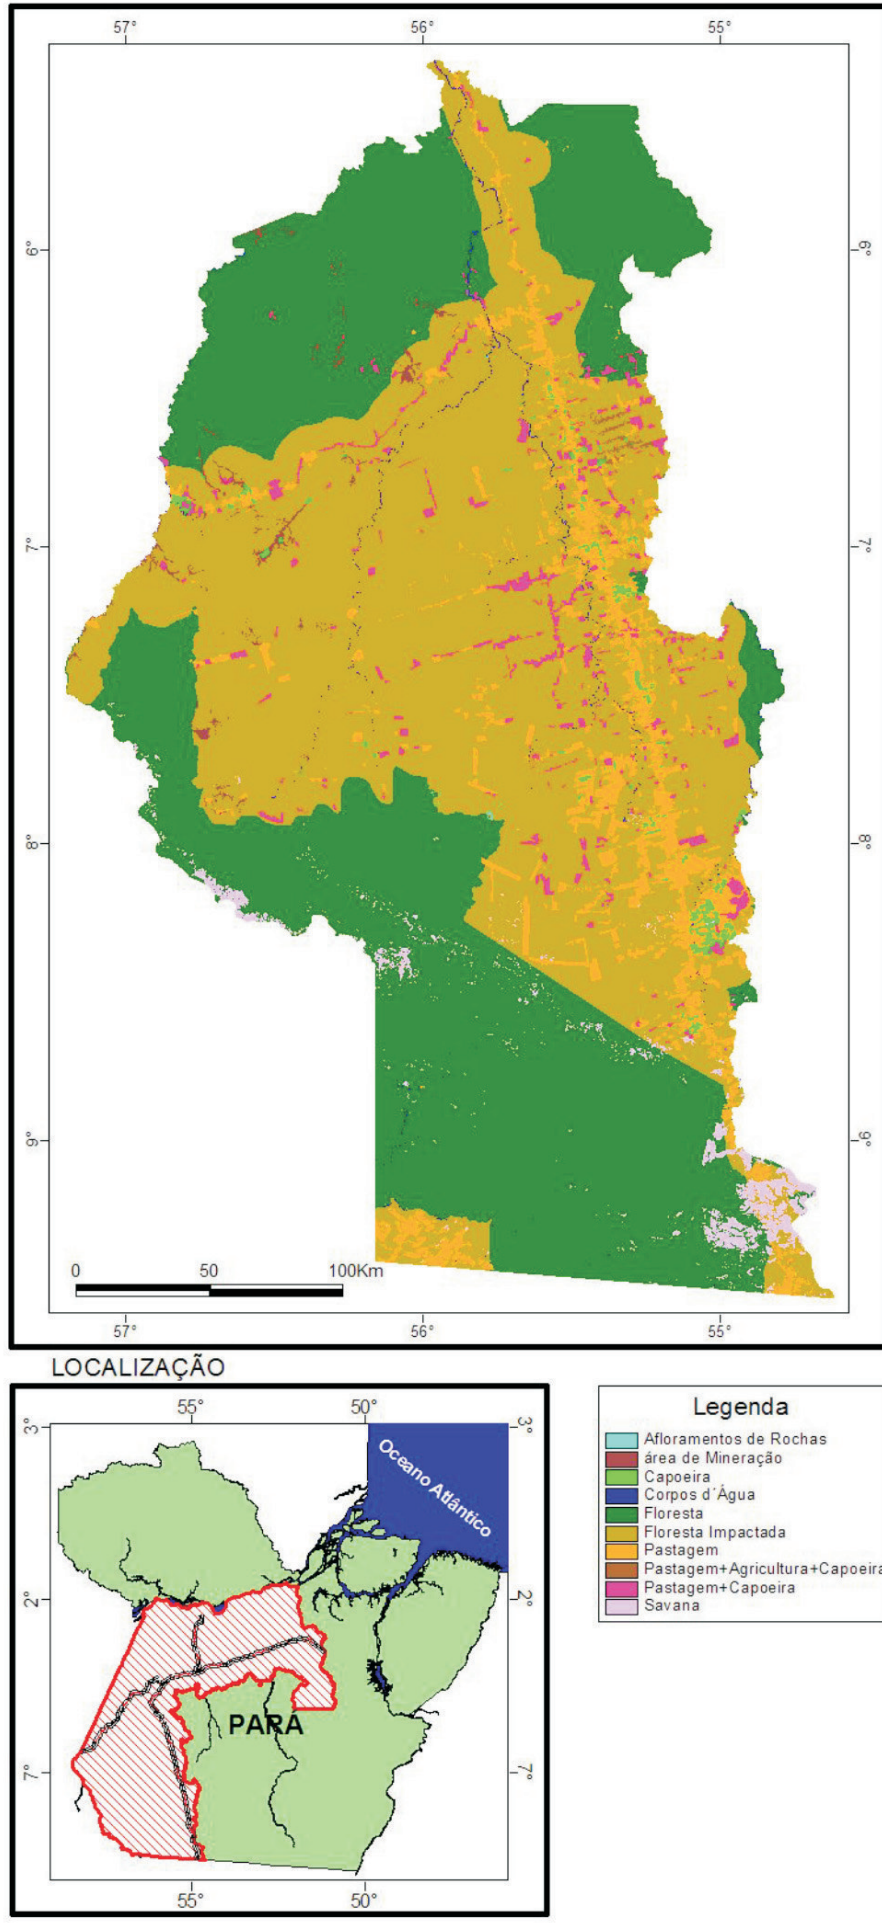 57° 56° 55°
6° 6°
7° 7°
8° 8°
9° 9°
0 50 100Km
57° 56° 55°
LOCALIZAÇÃO
55° 50°
3° 3°
Oceano Atlântico
2° 2°
PARÁ
7° 7°
55° 50°
Legenda
Afloramentos de Rochas
área de Mineração
Capoeira
Corpos d´Água
Floresta
Floresta Impactada
Pastagem
Pastagem+Agricultura+Capoeira
Pastagem+Capoeira
Savana